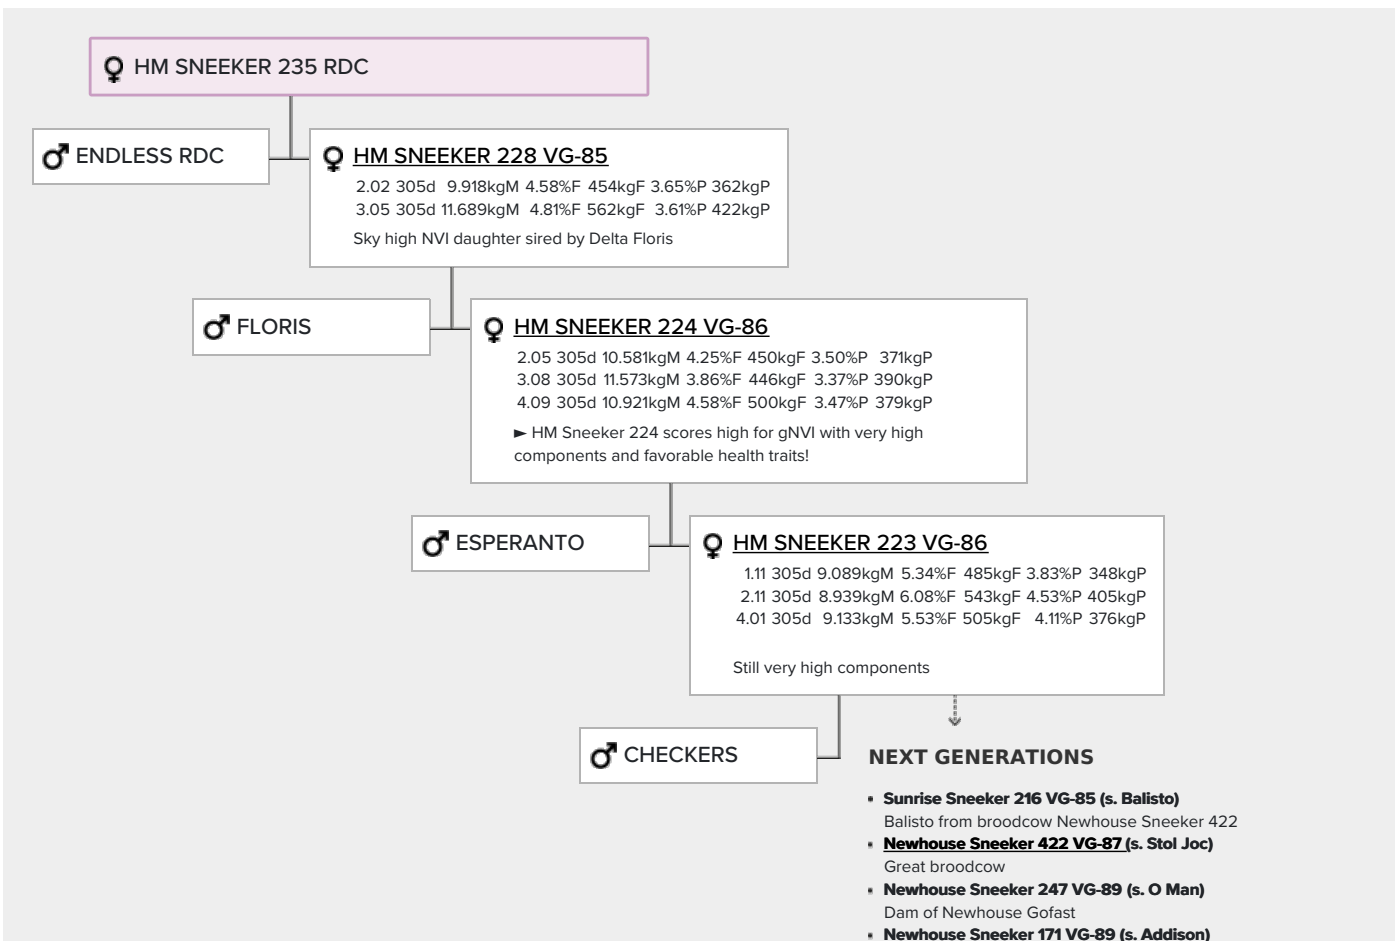 HM SNEEKER 235 RDC
ENDLESS RDC
HM SNEEKER 228 VG-85
2.02 305d 9.918kgM 4.58%F 454kgF 3.65%P 362kgP
3.05 305d 11.689kgM 4.81%F 562kgF 3.61%P 422kgP
Sky high NVI daughter sired by Delta Floris
FLORIS
HM SNEEKER 224 VG-86
2.05 305d 10.581kgM 4.25%F 450kgF 3.50%P 371kgP
3.08 305d 11.573kgM 3.86%F 446kgF 3.37%P 390kgP
4.09 305d 10.921kgM 4.58%F 500kgF 3.47%P 379kgP
► HM Sneeker 224 scores high for gNVI with very high
components and favorable health traits!
ESPERANTO
HM SNEEKER 223 VG-86
1.11 305d 9.089kgM 5.34%F 485kgF 3.83%P 348kgP
2.11 305d 8.939kgM 6.08%F 543kgF 4.53%P 405kgP
4.01 305d 9.133kgM 5.53%F 505kgF 4.11%P 376kgP
Still very high components
CHECKERS
NEXT GENERATIONS
▪ Sunrise Sneeker 216 VG-85 (s. Balisto)
Balisto from broodcow Newhouse Sneeker 422
▪ Newhouse Sneeker 422 VG-87 (s. Stol Joc)
Great broodcow
▪ Newhouse Sneeker 247 VG-89 (s. O Man)
Dam of Newhouse Gofast
▪ Newhouse Sneeker 171 VG-89 (s. Addison)